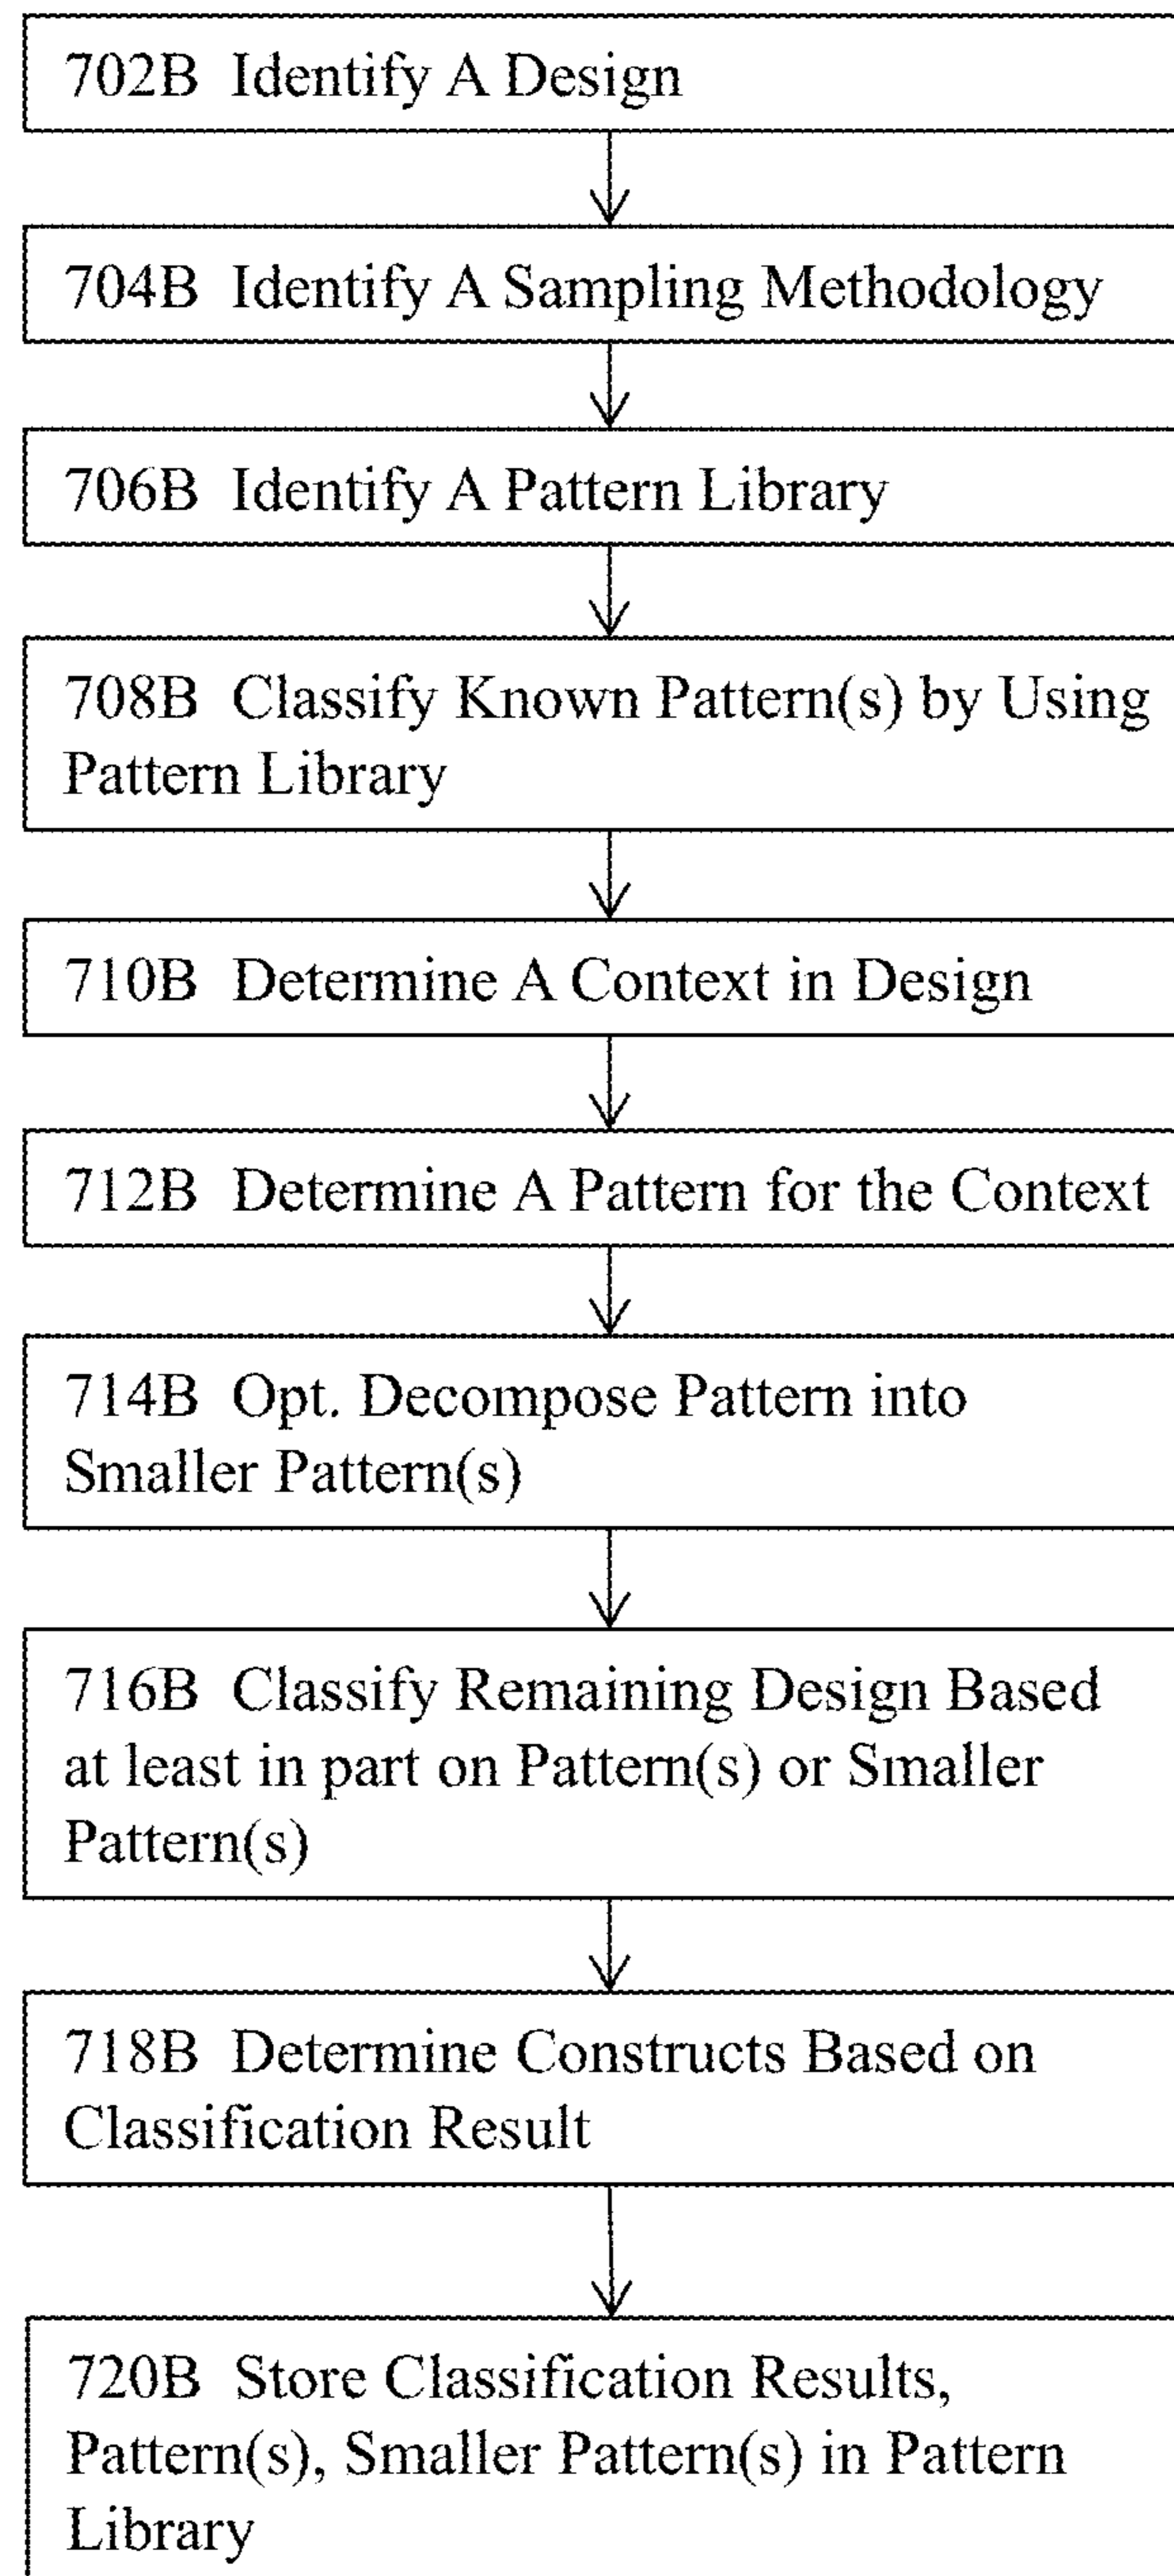 702B Identify A Design
704B Identify A Sampling Methodology
706B Identify A Pattern Library
708B Classify Known Pattern(s) by Using
Pattern Library
710B Determine A Context in Design
712B Determine A Pattern for the Context
714B Opt. Decompose Pattern into
Smaller Pattern(s)
716B Classify Remaining Design Based
at least in part on Pattern(s) or Smaller
Pattern(s)
718B Determine Constructs Based on
Classification Result
720B Store Classification Results,
Pattern(s), Smaller Pattern(s) in Pattern
Library